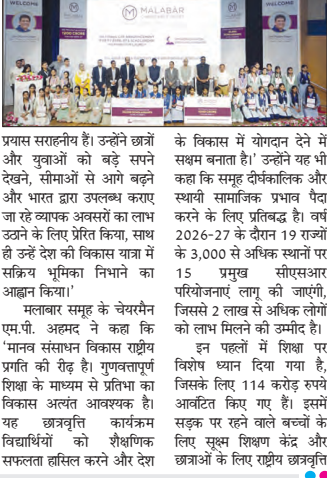 WELCOME
MALABAR
WELCOME
प्रयास सराहनीय हैं। उन्होंने छात्रों
और युवाओं को बड़े सपने
देखने, सीमाओं से आगे बढ़ने
और भारत द्वारा उपलब्ध कराए
जा रहे व्यापक अवसरों का लाभ
उठाने के लिए प्रेरित किया, साथ
ही उन्हें देश की विकास यात्रा में
सक्रिय भूमिका निभाने का
आह्वान किया।'
मलाबार समूह के चेयरमैन
एम.पी. अहमद ने कहा कि
'मानव संसाधन विकास राष्ट्रीय
प्रगति की रीढ़ है। गुणवत्तापूर्ण
शिक्षा के माध्यम से प्रतिभा का
विकास अत्यंत आवश्यक है।
यह छात्रवृत्ति कार्यक्रम
विद्यार्थियों को शैक्षणिक
सफलता हासिल करने और देश
के विकास में योगदान देने में
सक्षम बनाता है।' उन्होंने यह भी
कहा कि समूह दीर्घकालिक और
स्थायी सामाजिक प्रभाव पैदा
करने के लिए प्रतिबद्ध है। वर्ष
2026-27 के दौरान 19 राज्यों
के 3,000 से अधिक स्थानों पर
15 प्रमुख सीएसआर
परियोजनाएं लागू की जाएंगी,
जिससे 2 लाख से अधिक लोगों
को लाभ मिलने की उम्मीद है।
इन पहलों में शिक्षा पर
विशेष ध्यान दिया गया है,
जिसके लिए 114 करोड़ रुपये
आवंटित किए गए हैं। इसमें
सड़क पर रहने वाले बच्चों के
लिए सूक्ष्म शिक्षण केंद्र और
छात्राओं के लिए राष्ट्रीय छात्रवृत्ति